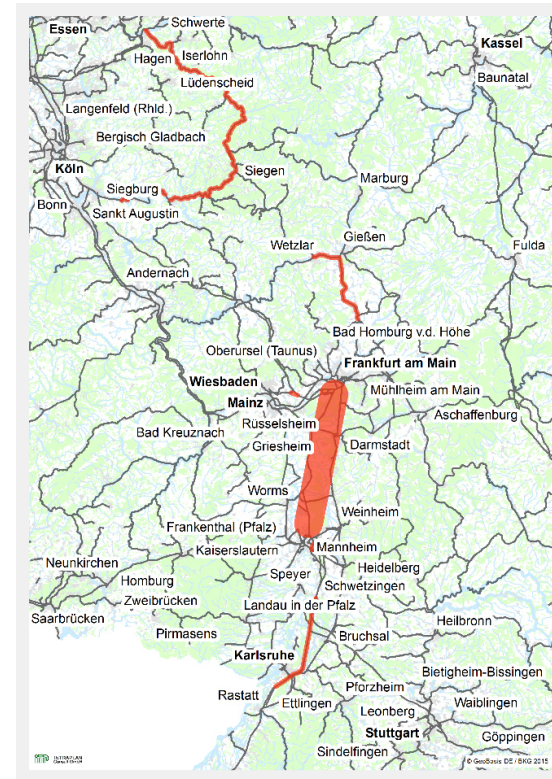 Schwerte
Essen
Kassel
Hagen
Iserlohn
Baunatal
Lüdenscheid
Langenfeld (Rhld.)
Bergisch Gladbach
Köln
Siegen
Marburg
Siegburg
Bonn
Sankt Augustin
Gießen
Wetzlar
Fulda
Andernach
Bad Homburg v.d. Höhe
Oberursel (Taunus)
Frankfurt am Main
Wiesbaden
Mühlheim am Main
Mainz
Aschaffenburg
Rüsselsheim
Bad Kreuznach
Griesheim
Darmstadt
Worms
Weinheim
Frankenthal (Pfalz)
Kaiserslautern
Mannheim
Neunkirchen
Heidelberg
Speyer
Homburg
Schwetzingen
Zweibrücken
Landau in der Pfalz
Saarbrücken
Heilbronn
Pirmasens
Bruchsal
Karlsruhe
Bietigheim-Bissingen
Pforzheim
Rastatt
Ettlingen
Waiblingen
Leonberg
Stuttgart
Göppingen
Sindelfingen
© GeoBasis DE / BKG 2015